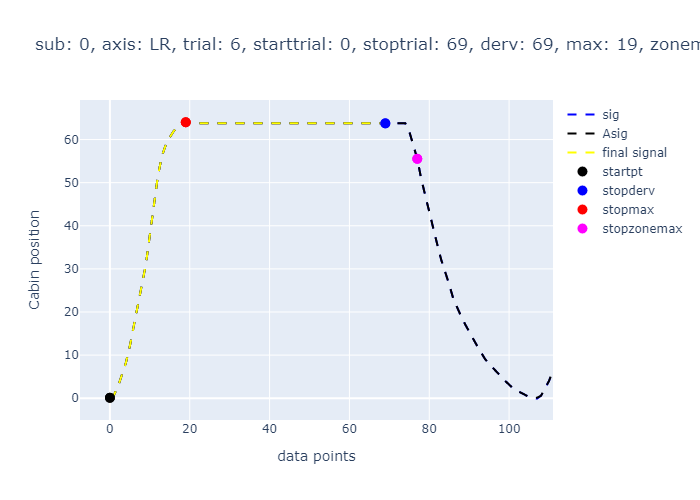 sub: 0, axis: LR, trial: 6, starttrial: 0, stoptrial: 69, derv: 69, max: 19, zonem
sig
Asig
final signal
startpt
stopderv
stopmax
stopzonemax
Cabin position
60
50
40
30
20
10
0
0 20 40 60 80 100
data points